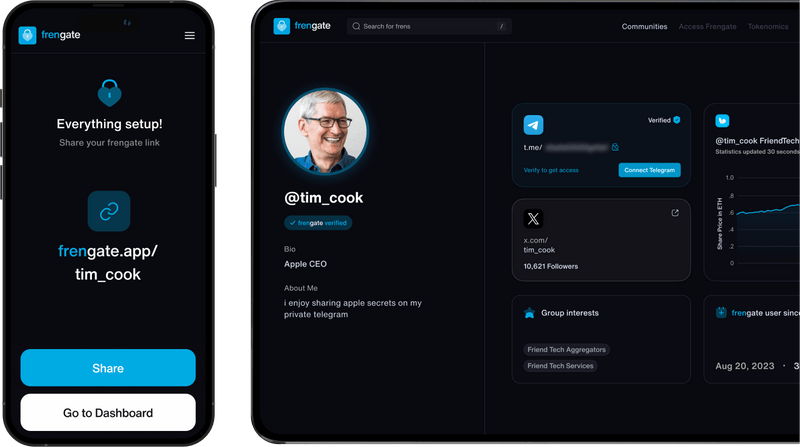 frengate
Everything setup!
Share your frengate link
frengate.app/
tim_cook
Share
Go to Dashboard
frengate
Search for frens
/
Communities
Access Frengate
Tokenomics
@tim_cook
frengate verified
Bio
Apple CEO
About Me
i enjoy sharing apple secrets on my
private telegram
Verified
t.me/
Verify to get access
Connect Telegram
x.com/
tim_cook
10,621 Followers
Group interests
Friend Tech Aggregators
Friend Tech Services
@tim_cook FriendTech
Statistics updated 30 seconds
Share Price in ETH
1.0
.8
.6
.4
.2
0
frengate user since
Aug 20, 2023 · 3